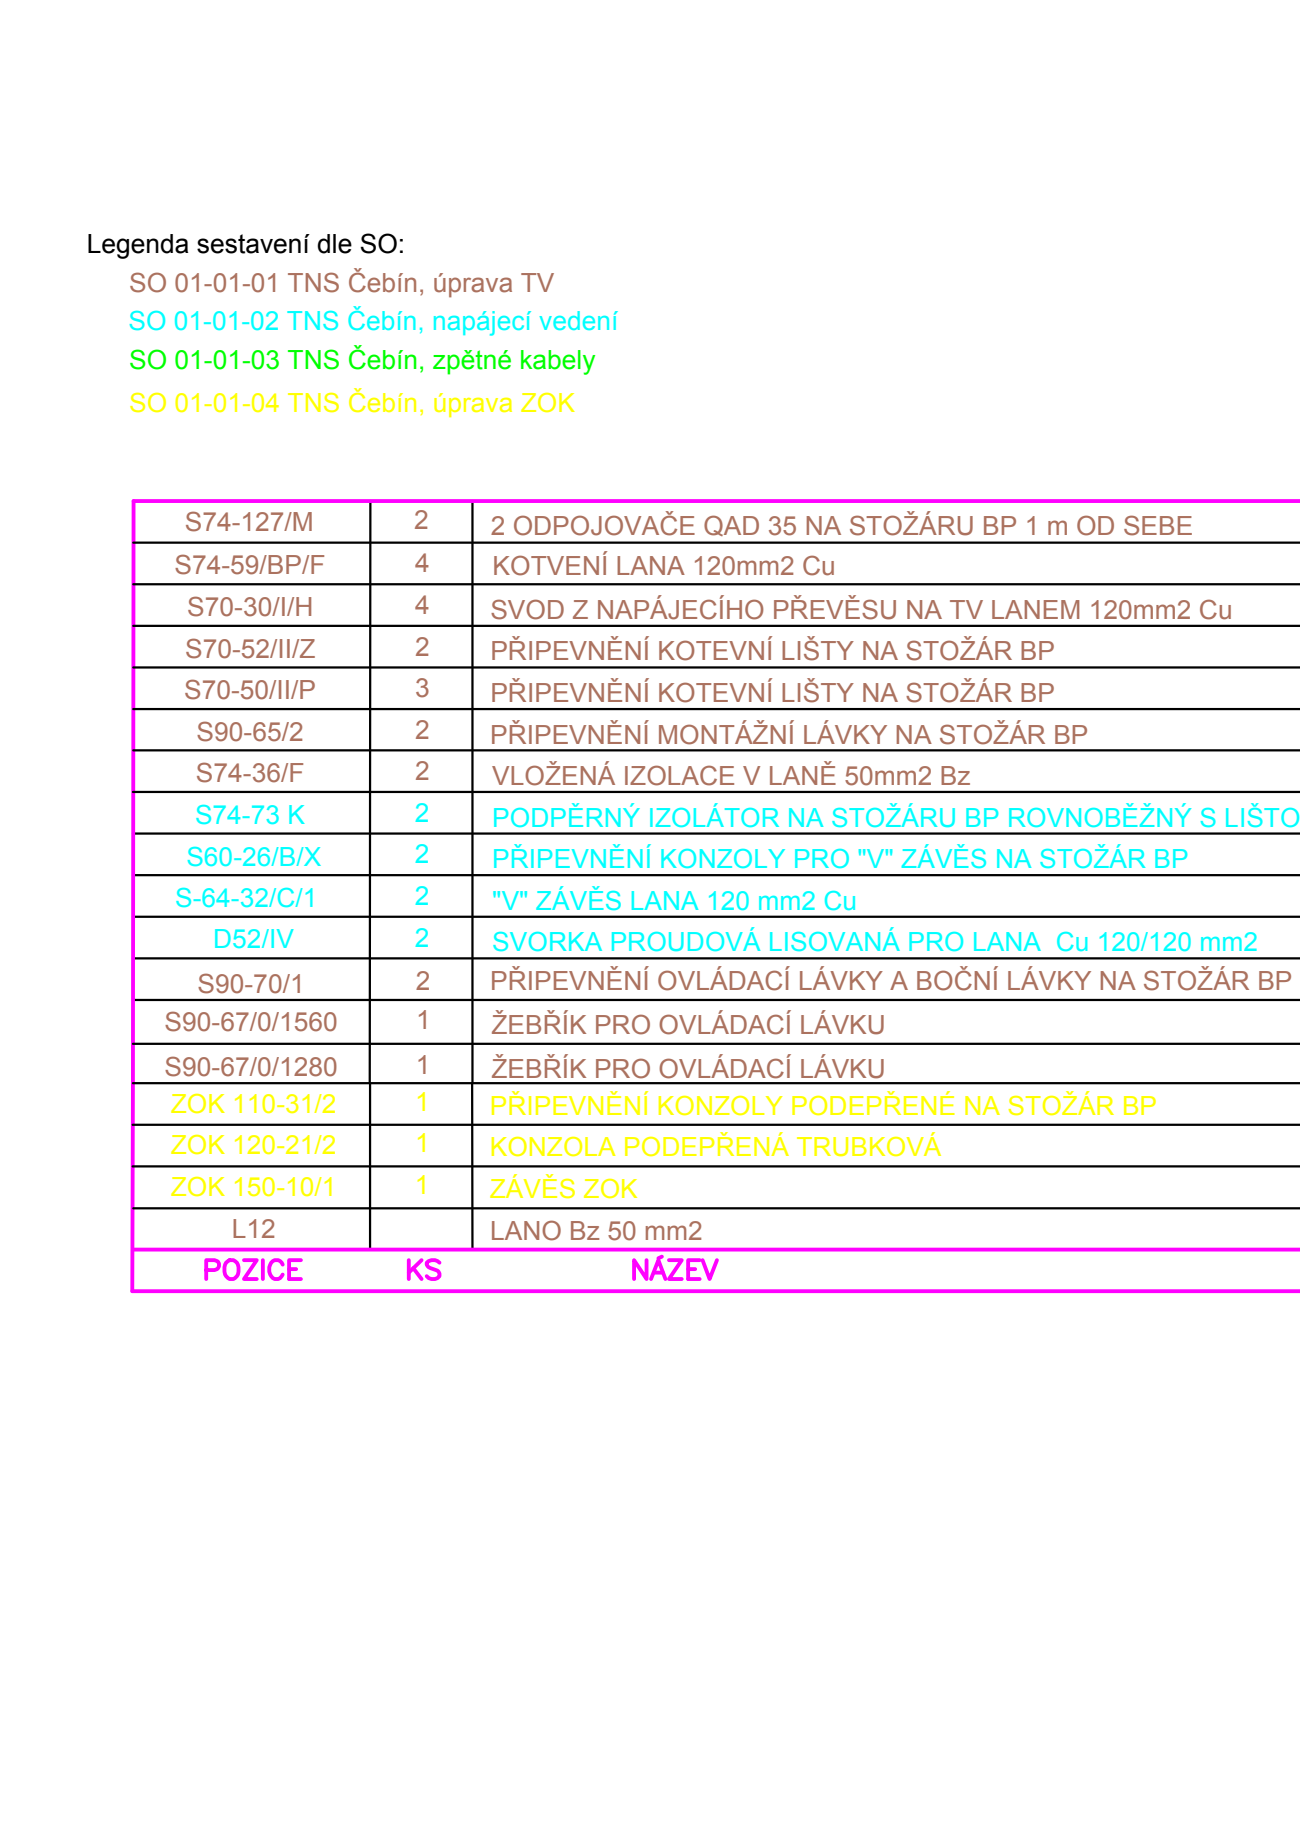 Legenda sestavení dle SO:
SO 01-01-01 TNS Čebín, úprava TV
SO 01-01-02 TNS Čebín, napájecí vedení
SO 01-01-03 TNS Čebín, zpětné kabely
SO 01-01-04 TNS Čebín, úprava ZOK
S74-127/M 2 2 ODPOJOVAČE QAD 35 NA STOŽÁRU BP 1 m OD SEBE
S74-59/BP/F 4 KOTVENÍ LANA 120mm2 Cu
S70-30/I/H 4 SVOD Z NAPÁJECÍHO PŘEVĚSU NA TV LANEM 120mm2 Cu
S70-52/II/Z 2 PŘIPEVNĚNÍ KOTEVNÍ LIŠTY NA STOŽÁR BP
S70-50/II/P 3 PŘIPEVNĚNÍ KOTEVNÍ LIŠTY NA STOŽÁR BP
S90-65/2 2 PŘIPEVNĚNÍ MONTÁŽNÍ LÁVKY NA STOŽÁR BP
S74-36/F 2 VLOŽENÁ IZOLACE V LANĚ 50mm2 Bz
S74-73 K 2 PODPĚRNÝ IZOLÁTOR NA STOŽÁRU BP ROVNOBĚŽNÝ S LIŠTO
S60-26/B/X 2 PŘIPEVNĚNÍ KONZOLY PRO "V" ZÁVĚS NA STOŽÁR BP
S-64-32/C/1 2 "V" ZÁVĚS LANA 120 mm2 Cu
D52/IV 2 SVORKA PROUDOVÁ LISOVANÁ PRO LANA Cu 120/120 mm2
S90-70/1 2 PŘIPEVNĚNÍ OVLÁDACÍ LÁVKY A BOČNÍ LÁVKY NA STOŽÁR BP
S90-67/0/1560 1 ŽEBŘÍK PRO OVLÁDACÍ LÁVKU
S90-67/0/1280 1 ŽEBŘÍK PRO OVLÁDACÍ LÁVKU
ZOK 110-31/2 1 PŘIPEVNĚNÍ KONZOLY PODEPŘENÉ NA STOŽÁR BP
ZOK 120-21/2 1 KONZOLA PODEPŘENÁ TRUBKOVÁ
ZOK 150-10/1 1 ZÁVĚS ZOK
L12 LANO Bz 50 mm2
POZICE KS NÁZEV